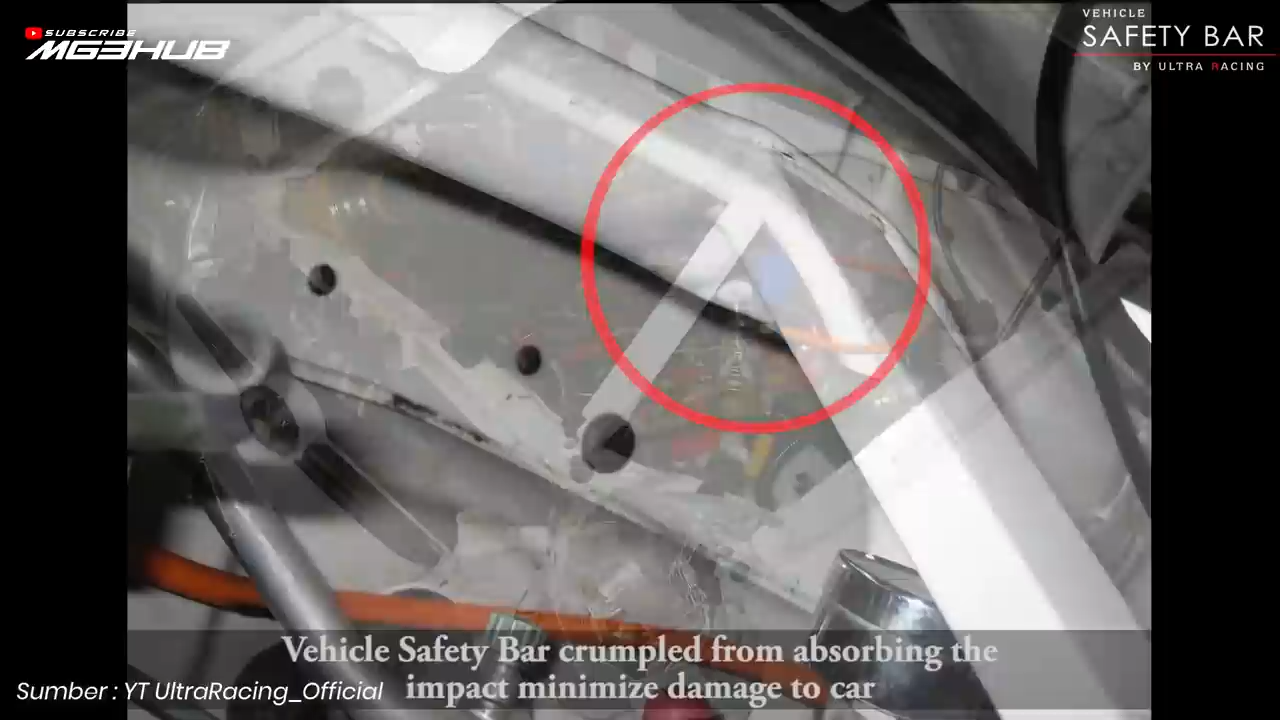 SUBSCRIBE
MG3HUB
VEHICLE
SAFETY BAR
BY ULTRA RACING
Vehicle Safety Bar crumpled from absorbing the
impact minimize damage to car
Sumber : YT UltraRacing_Official